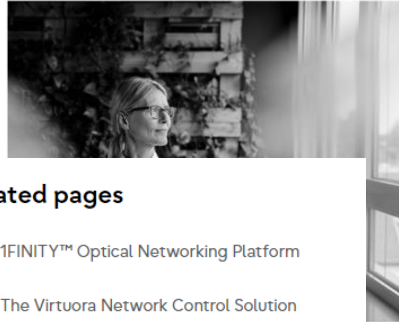 ated pages
1FINITY™ Optical Networking Platform
The Virtuora Network Control Solution